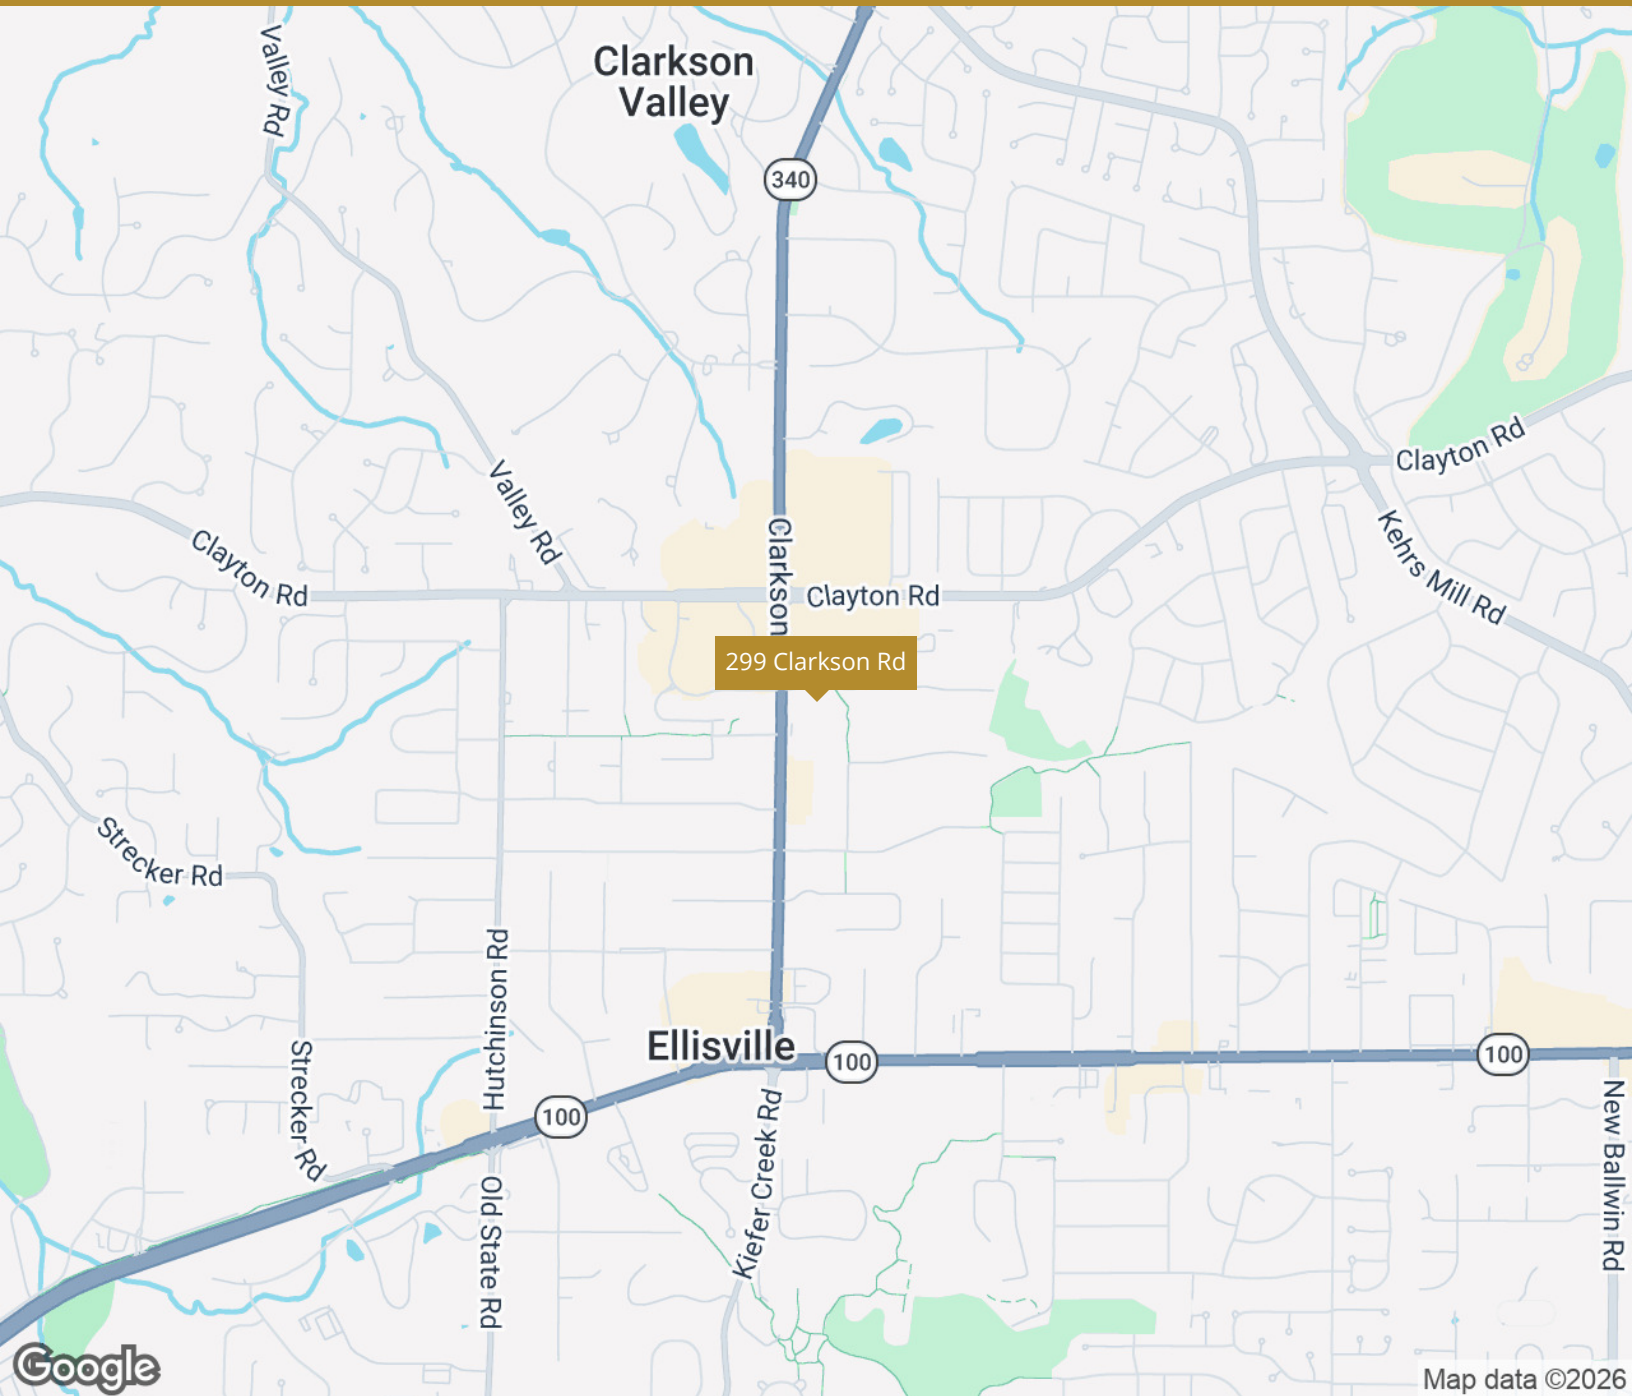 Valley Rd
Clarkson
Valley
340
Clayton Rd
Valley Rd
Clayton Rd
Clarkson
Clayton Rd
Kehrs Mill Rd
299 Clarkson Rd
Strecker Rd
Hutchinson Rd
Ellisville
100
100
100
Strecker Rd
Kiefer Creek Rd
Old State Rd
New Ballwin Rd
Google
Map data ©2026